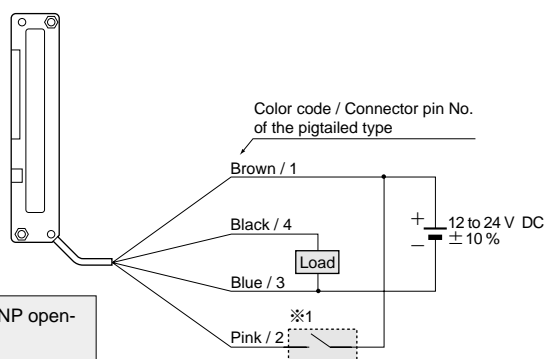 Color code / Connector pin No.
of the pigtailed type
Brown / 1
Black / 4
+ 12 to 24 V DC
− ±10 %
Load
Blue / 3
※1
NP open-
Pink / 2